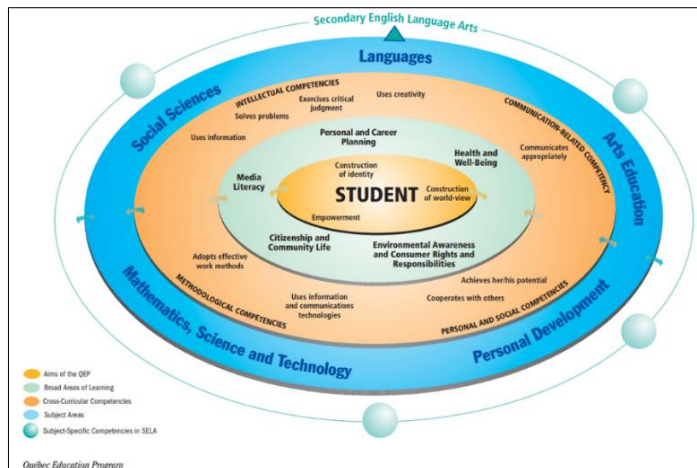 Secondary English Language Arts
Languages
Social Sciences
Arts Education
Mathematics, Science and Technology
Personal Development
INTELLECTUAL COMPETENCIES
Uses creativity
Exercises critical
judgment
Solves problems
Uses information
COMMUNICATION-RELATED COMPETENCY
Communicates
appropriately
Personal and Career
Planning
Health and
Well-Being
Media
Literacy
Construction
of identity
STUDENT
Construction
of world-view
Empowerment
Citizenship and
Community Life
Environmental Awareness
and Consumer Rights and
Responsibilities
Adopts effective
work methods
METHODOLOGICAL COMPETENCIES
Uses information
and communications
technologies
Achieves her/his potential
Cooperates with others
PERSONAL AND SOCIAL COMPETENCIES
Aims of the QEP
Broad Areas of Learning
Cross-Curricular Competencies
Subject Areas
Subject-Specific Competencies in SELA
Québec Education Program